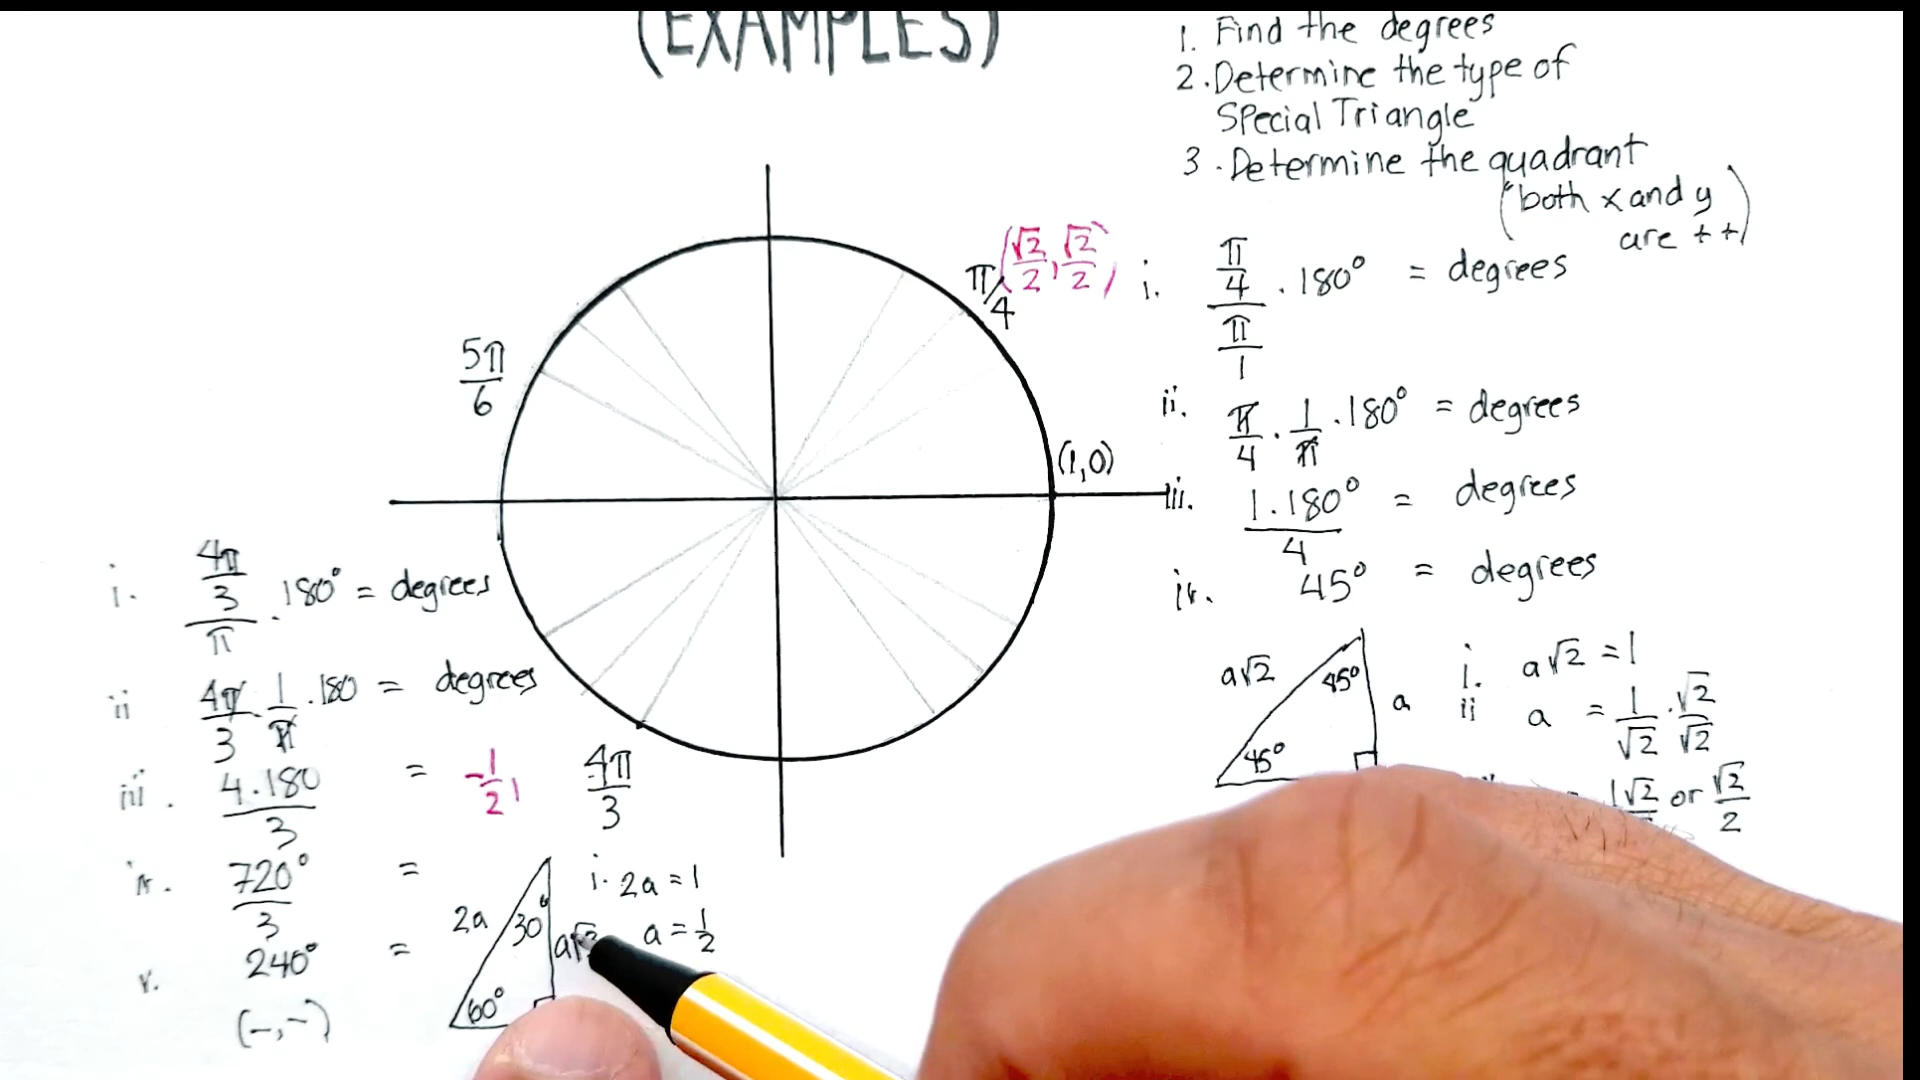 (EXAMPLES)
1. Find the degrees
2. Determine the type of
Special Triangle
3. Determine the quadrant
(both x and y
are ++)
π/4 (√2/2, √2/2)
i. π/4 / π/1 . 180° = degrees
ii. π/4 . 1/π . 180° = degrees
iii. 1.180°/4 = degrees
iv. 45° = degrees
5π/6
(1,0)
i. 4π/3 / π . 180° = degrees
ii 4π/3 . 1/π . 180 = degrees
iii. 4.180/3 =
iv. 720°/3 =
v. 240° =
(-,-)
-1/2,
4π/3
2a
30°
60°
i. 2a = 1
a = 1/2
a√2
45°
45°
a
i. a√2 = 1
ii a = 1/√2 . √2/√2
1√2 or √2/2